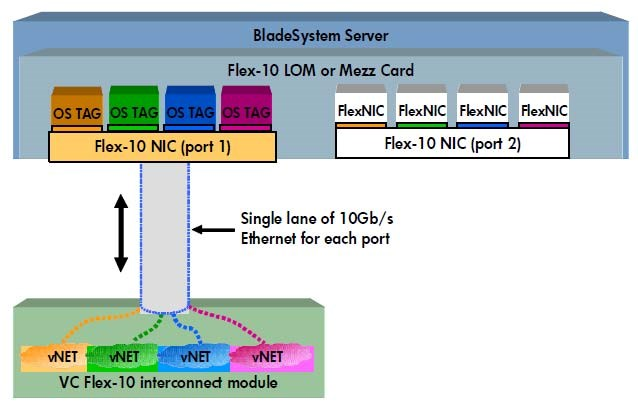 BladeSystem Server
Flex-10 LOM or Mezz Card
OS TAG OS TAG OS TAG OS TAG
FlexNIC FlexNIC FlexNIC FlexNIC
Flex-10 NIC (port 1)
Flex-10 NIC (port 2)
Single lane of 10Gb/s
Ethernet for each port
vNET vNET vNET vNET
VC Flex-10 interconnect module